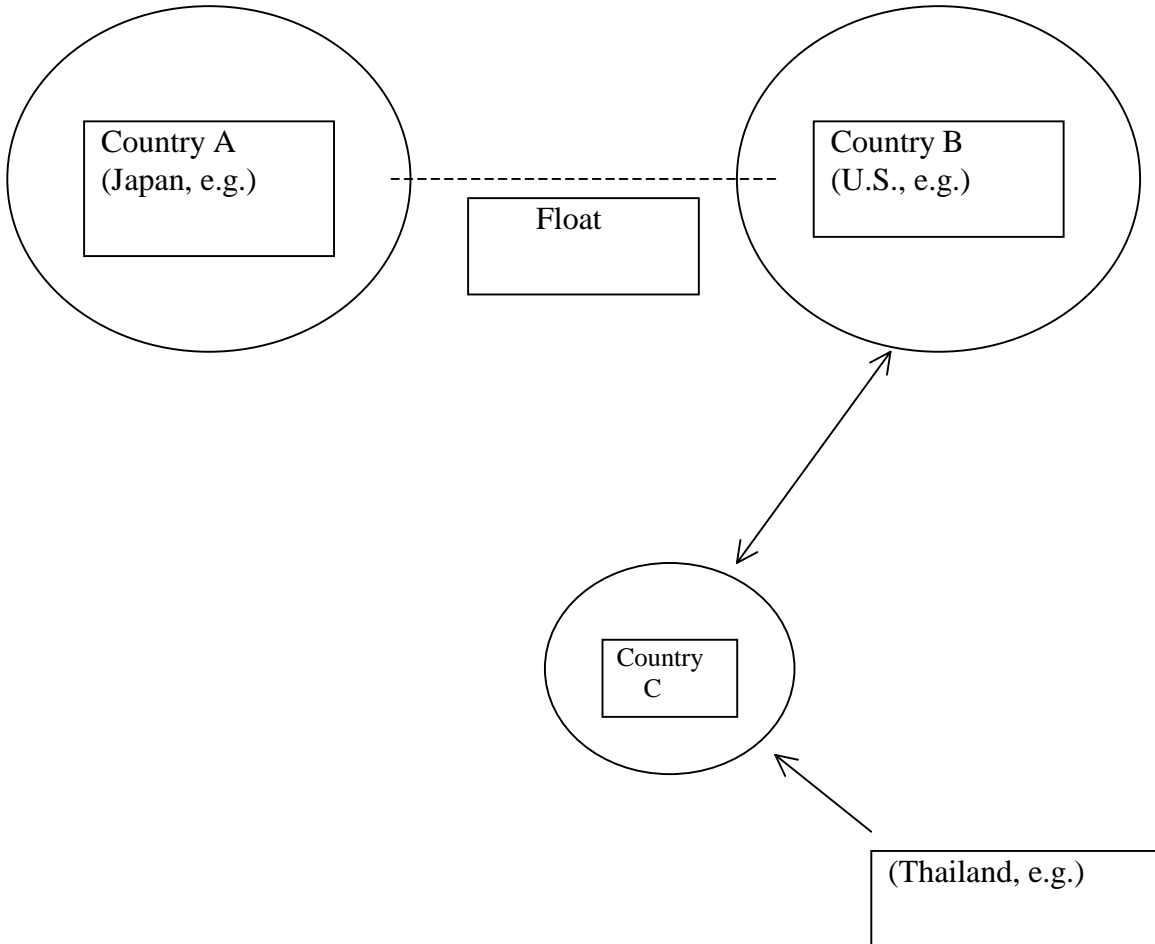 Country A
(Japan, e.g.)
Country B
(U.S., e.g.)
Float
Country
C
(Thailand, e.g.)